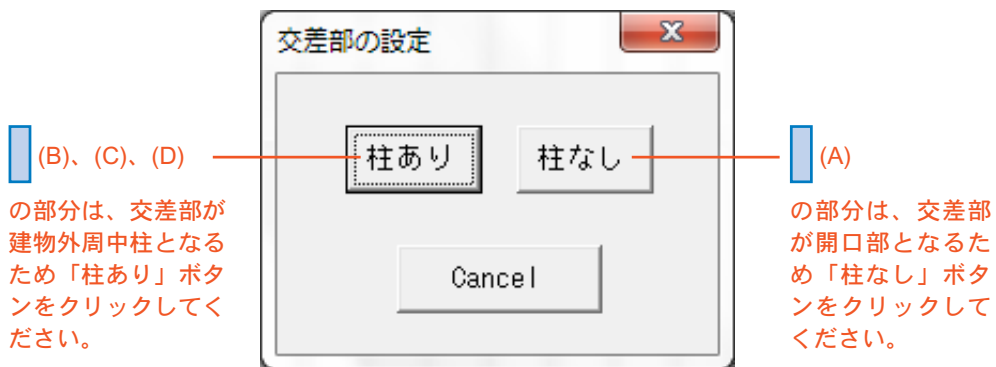 交差部の設定
柱あり
柱なし
Cancel
(B)、(C)、(D)
の部分は、交差部が
建物外周中柱となる
ため「柱あり」ボタ
ンをクリックしてく
ださい。
(A)
の部分は、交差部
が開口部となるた
め「柱なし」ボタ
ンをクリックして
ください。